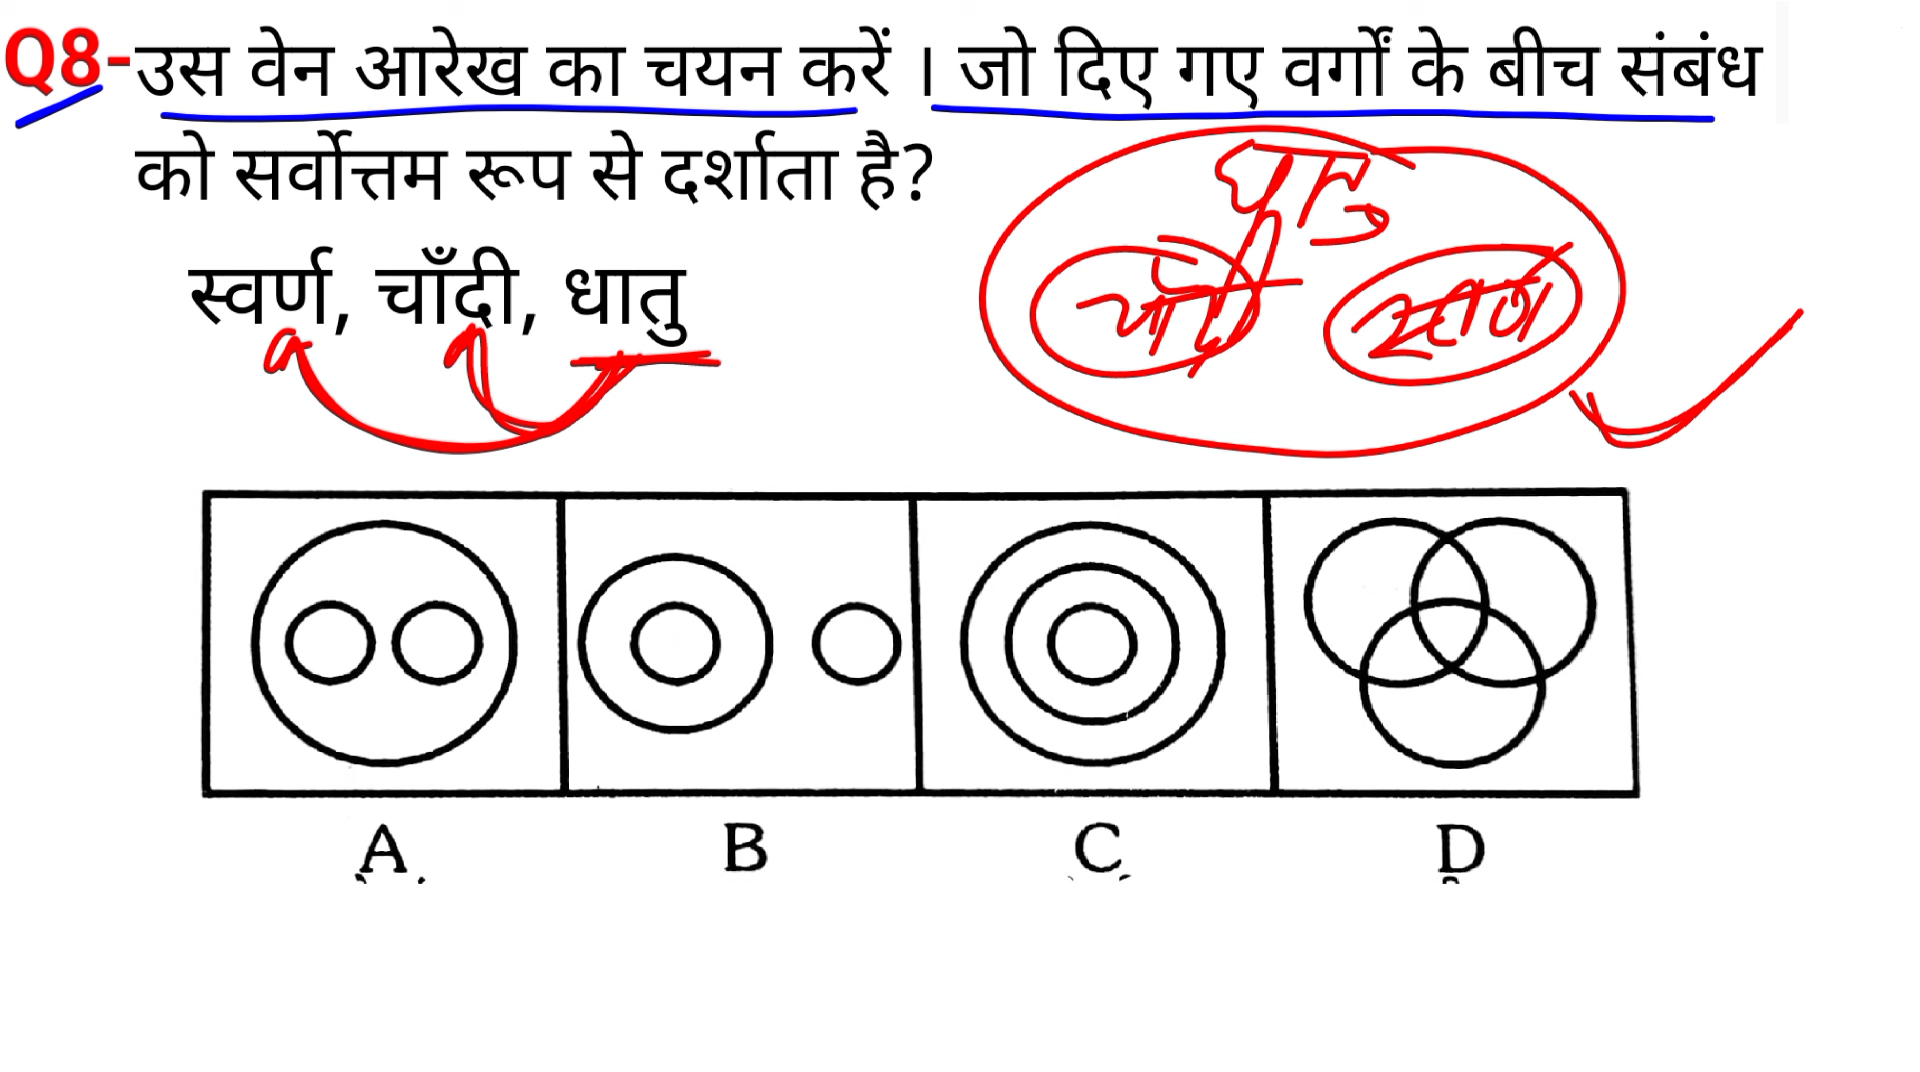 Q8-उस वेन आरेख का चयन करें । जो दिए गए वर्गों के बीच संबंध
को सर्वोत्तम रूप से दर्शाता है?
धातु
स्वर्ण, चाँदी, धातु
चाँदी स्वर्ण
A B C D